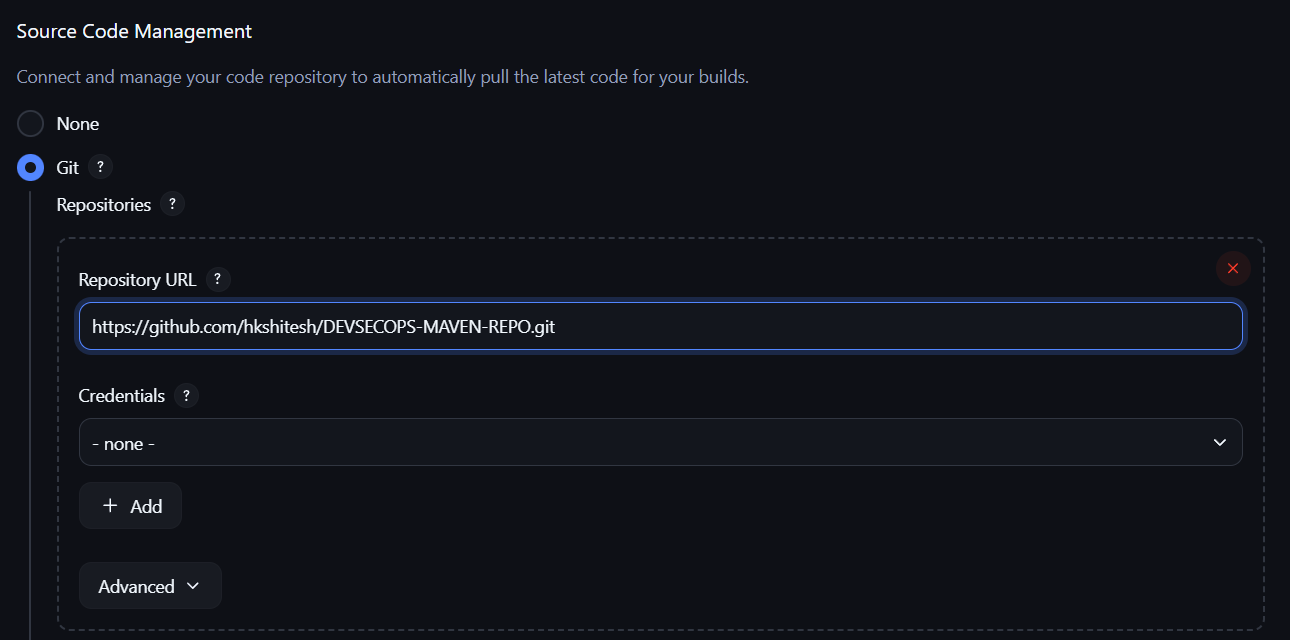 Source Code Management
Connect and manage your code repository to automatically pull the latest code for your builds.
None
Git ?
Repositories ?
Repository URL ?
https://github.com/hkshitesh/DEVSECOPS-MAVEN-REPO.git
Credentials ?
- none -
+ Add
Advanced